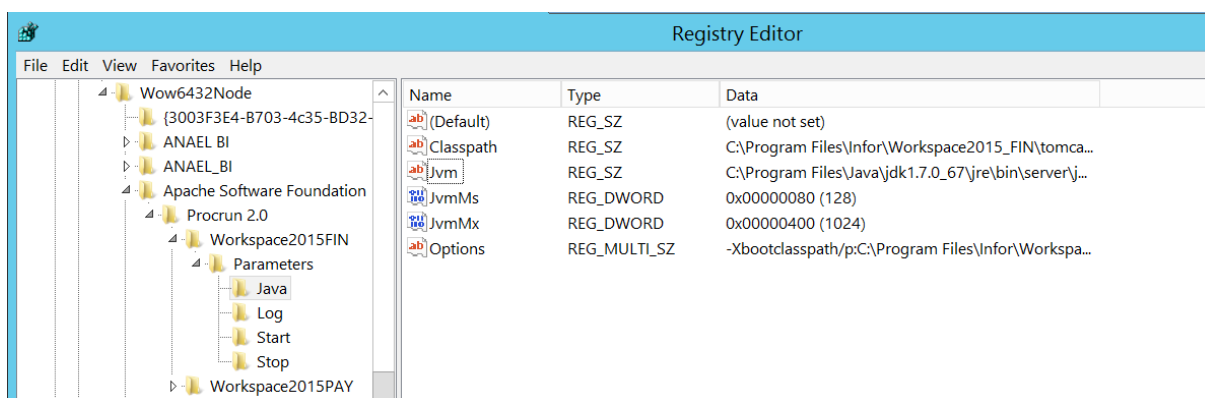 Registry Editor
File Edit View Favorites Help
Wow6432Node
{3003F3E4-B703-4c35-BD32-
ANAEL BI
ANAEL_BI
Apache Software Foundation
Procrun 2.0
Workspace2015FIN
Parameters
Java
Log
Start
Stop
Workspace2015PAY
Name Type Data
(Default) REG_SZ (value not set)
Classpath REG_SZ C:\Program Files\Infor\Workspace2015_FIN\tomca...
Jvm REG_SZ C:\Program Files\Java\jdk1.7.0_67\jre\bin\server\j...
JvmMs REG_DWORD 0x00000080 (128)
JvmMx REG_DWORD 0x00000400 (1024)
Options REG_MULTI_SZ -Xbootclasspath/p:C:\Program Files\Infor\Workspa...